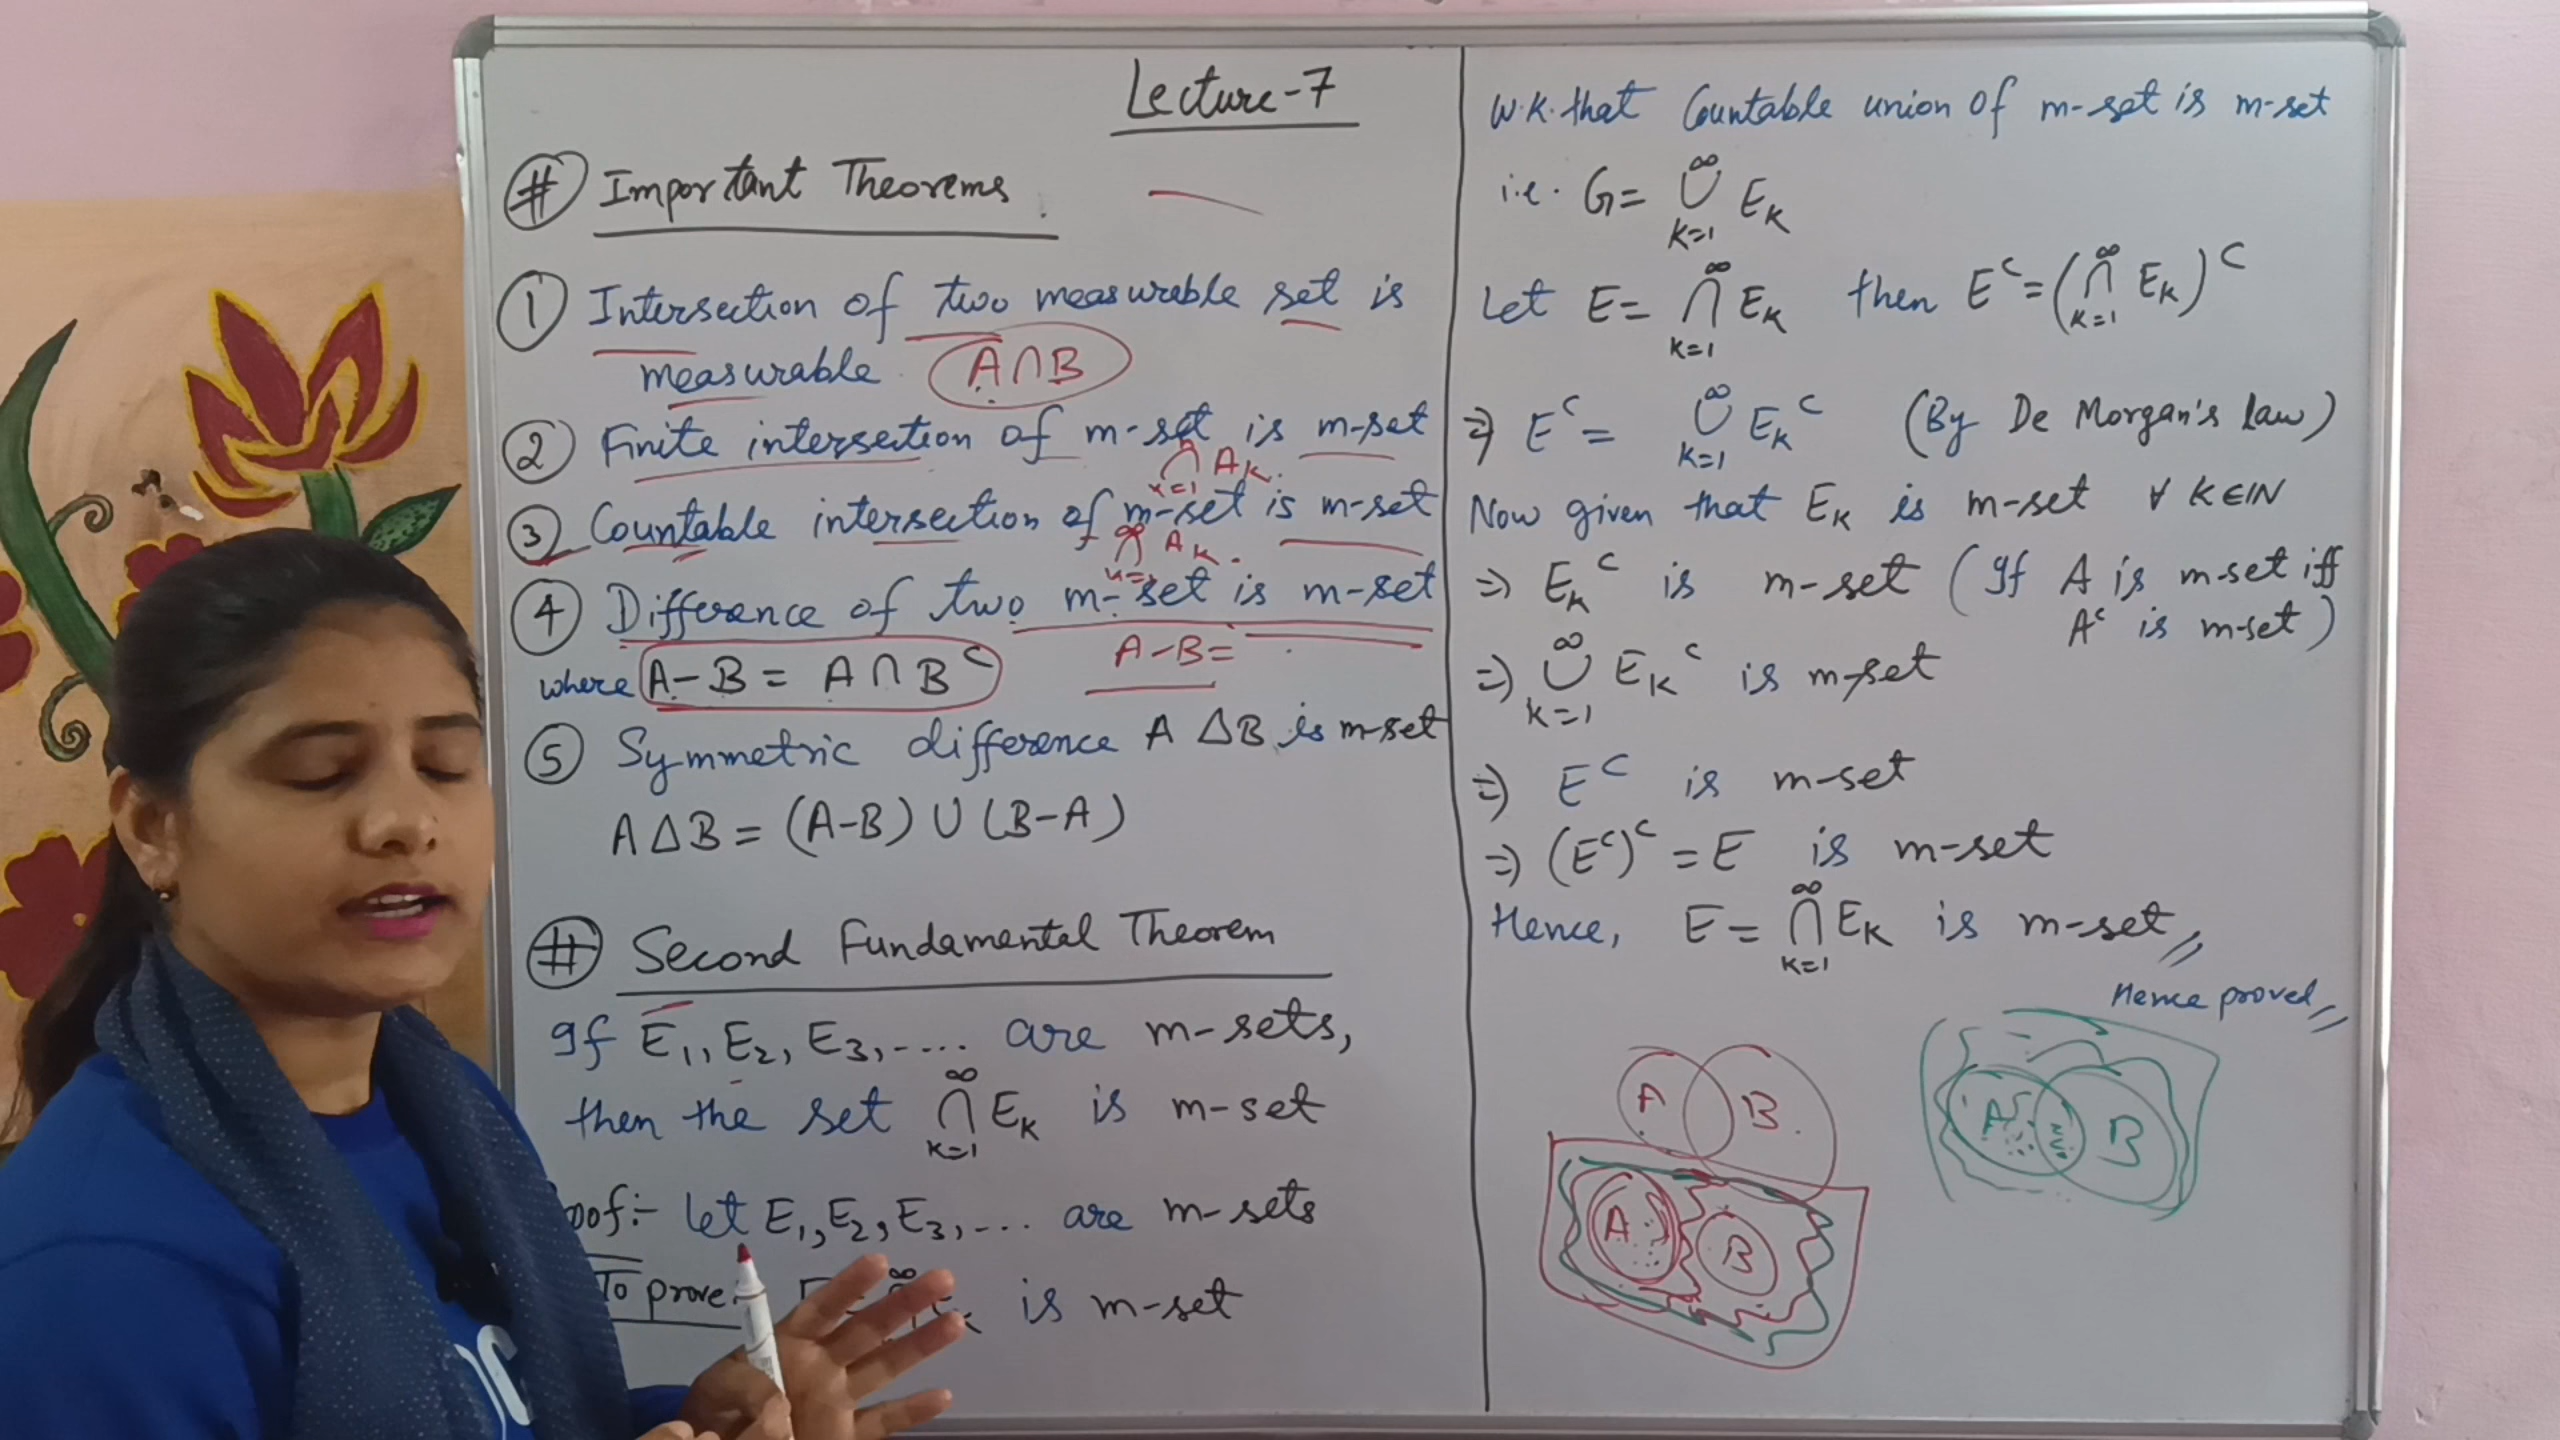 Lecture-7
# Important Theorems
① Intersection of two measurable set is
measurable A∩B
② Finite intersection of m-set is m-set
∩ A_K
K=1
③ Countable intersection of m-set is m-set
∞
∩ A_K.
K=1
④ Difference of two m-set is m-set
A-B=
where A-B = A∩B^C
⑤ Symmetric difference A △B is m-set
A△B = (A-B) ∪ (B-A)
# Second Fundamental Theorem
If E₁, E₂, E₃, .... are m-sets,
∞
then the set ∩ E_K is m-set
K=1
oof:- Let E₁, E₂, E₃, ... are m-sets
To prove: is m-set
W.K. that Countable union of m-set is m-set
∞
i.e. G= ∪ E_K
K=1
Let E= ∞∩K=1 E_K then E^C=(∞∩K=1 E_K)^C
⇒ E^C = ∞∪K=1 E_K^C (By De Morgan's law)
Now given that E_K is m-set ∀ K∈IN
⇒ E_K^C is m-set (If A is m-set iff
A^c is m-set)
⇒ ∞∪K=1 E_K^c is m-set
⇒ E^C is m-set
⇒ (E^c)^c = E is m-set
Hence, E= ∞∩K=1 E_K is m-set
Hence proved
A B
A B
A B